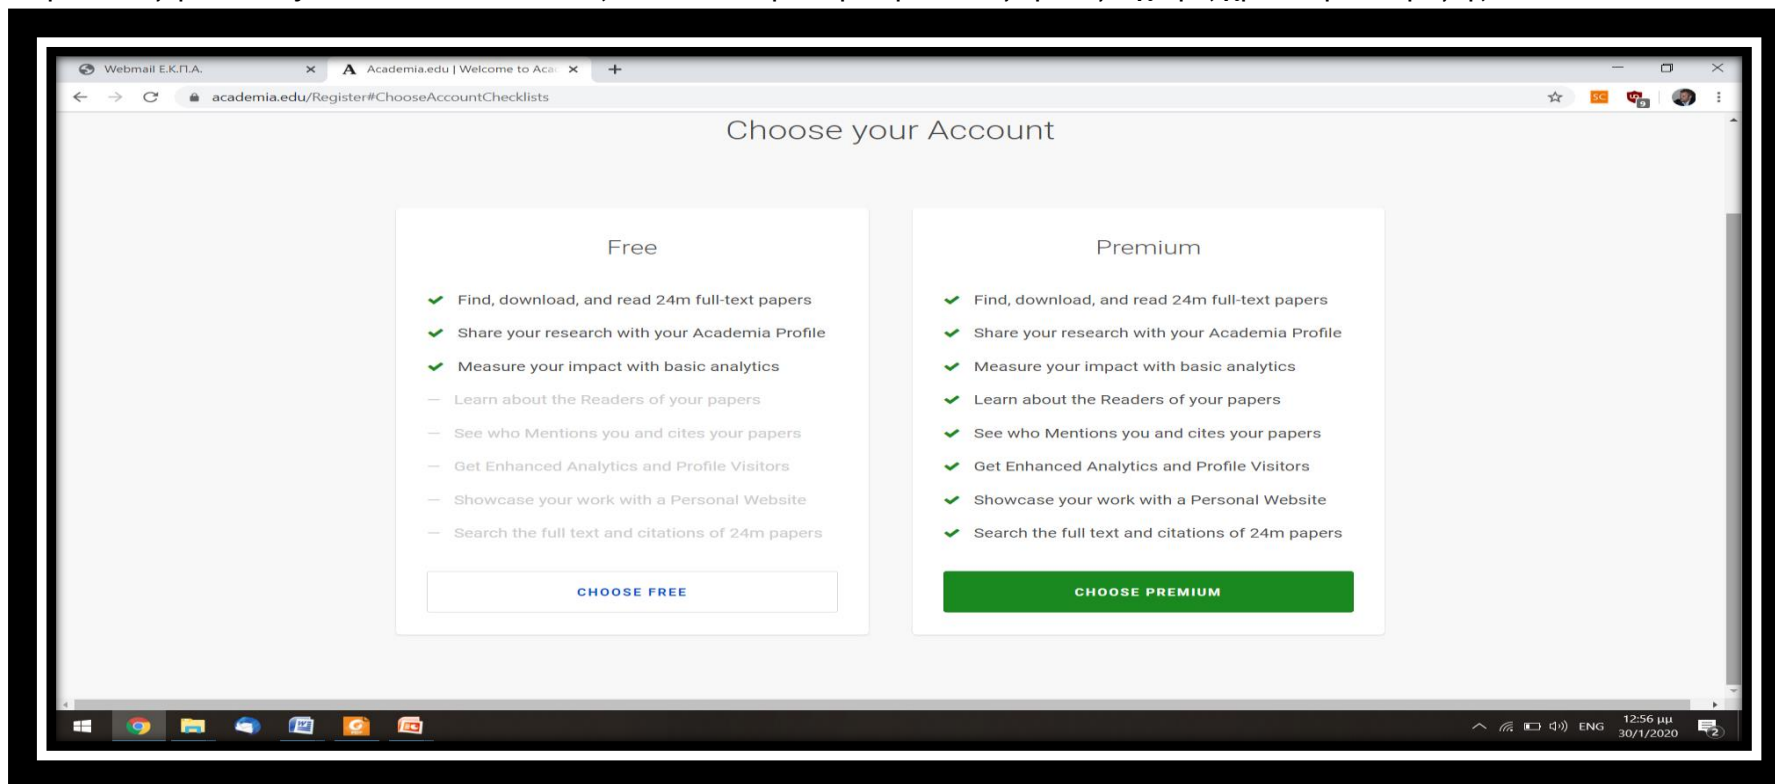 Webmail Ε.Κ.Π.Α.
Academia.edu | Welcome to Aca
academia.edu/Register#ChooseAccountChecklists
SC
9
Choose your Account
Free
Find, download, and read 24m full-text papers
Share your research with your Academia Profile
Measure your impact with basic analytics
Learn about the Readers of your papers
See who Mentions you and cites your papers
Get Enhanced Analytics and Profile Visitors
Showcase your work with a Personal Website
Search the full text and citations of 24m papers
CHOOSE FREE
Premium
Find, download, and read 24m full-text papers
Share your research with your Academia Profile
Measure your impact with basic analytics
Learn about the Readers of your papers
See who Mentions you and cites your papers
Get Enhanced Analytics and Profile Visitors
Showcase your work with a Personal Website
Search the full text and citations of 24m papers
CHOOSE PREMIUM
ENG
12:56 μμ
30/1/2020
2